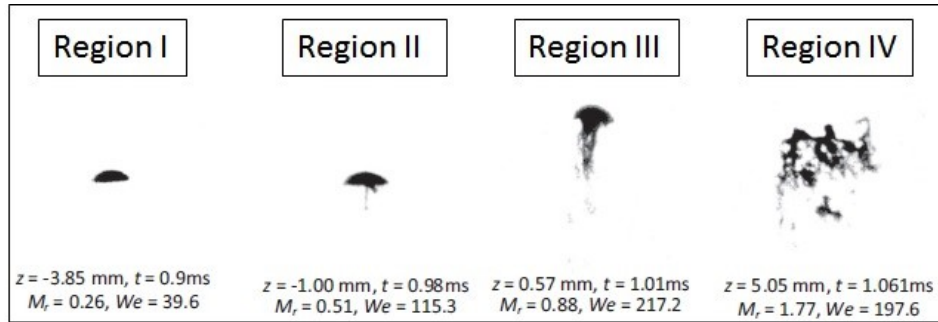 Region I
Region II
Region III
Region IV
z = -3.85 mm, t = 0.9ms
Mr = 0.26, We = 39.6
z = -1.00 mm, t = 0.98ms
Mr = 0.51, We = 115.3
z = 0.57 mm, t = 1.01ms
Mr = 0.88, We = 217.2
z = 5.05 mm, t = 1.061ms
Mr = 1.77, We = 197.6